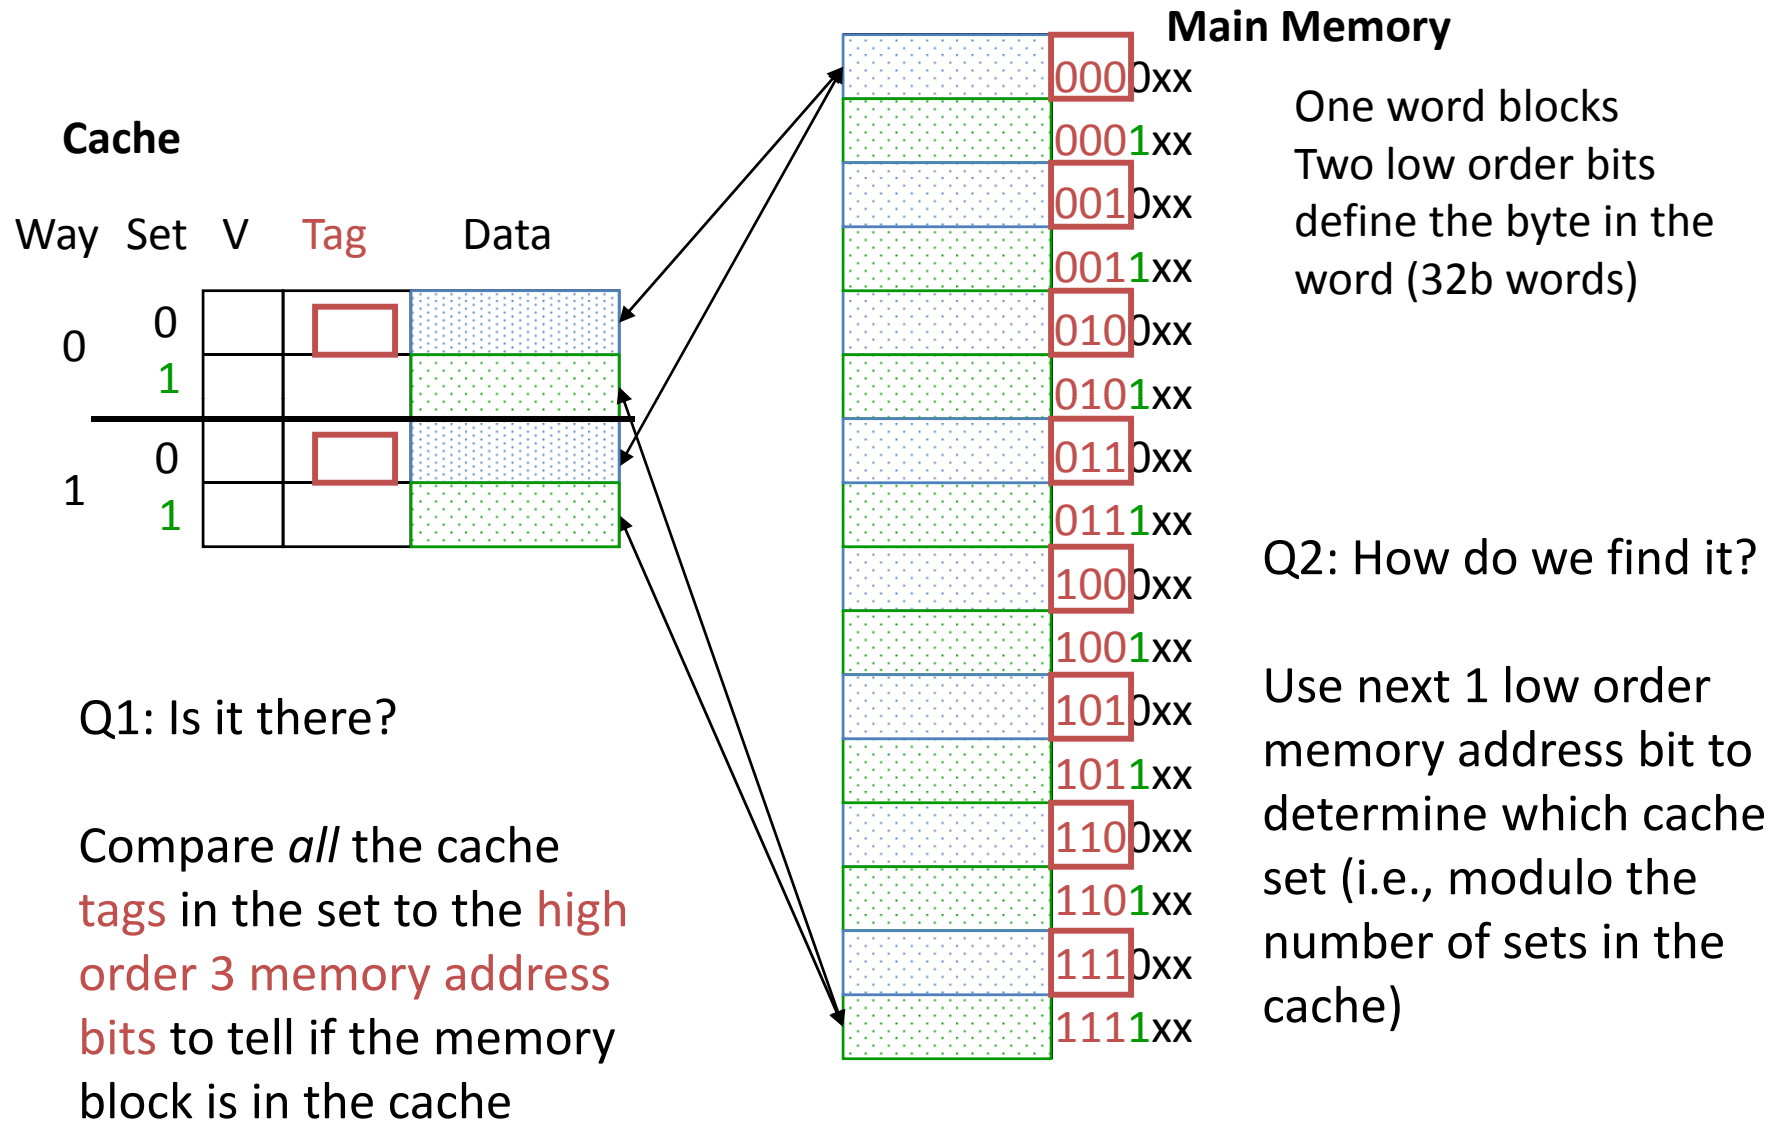 Main Memory
Cache
Way Set V Tag Data
0
0
1
1
0
1
0000xx
0001xx
0010xx
0011xx
0100xx
0101xx
0110xx
0111xx
1000xx
1001xx
1010xx
1011xx
1100xx
1101xx
1110xx
1111xx
One word blocks
Two low order bits
define the byte in the
word (32b words)
Q1: Is it there?
Compare all the cache
tags in the set to the high
order 3 memory address
bits to tell if the memory
block is in the cache
Q2: How do we find it?
Use next 1 low order
memory address bit to
determine which cache
set (i.e., modulo the
number of sets in the
cache)